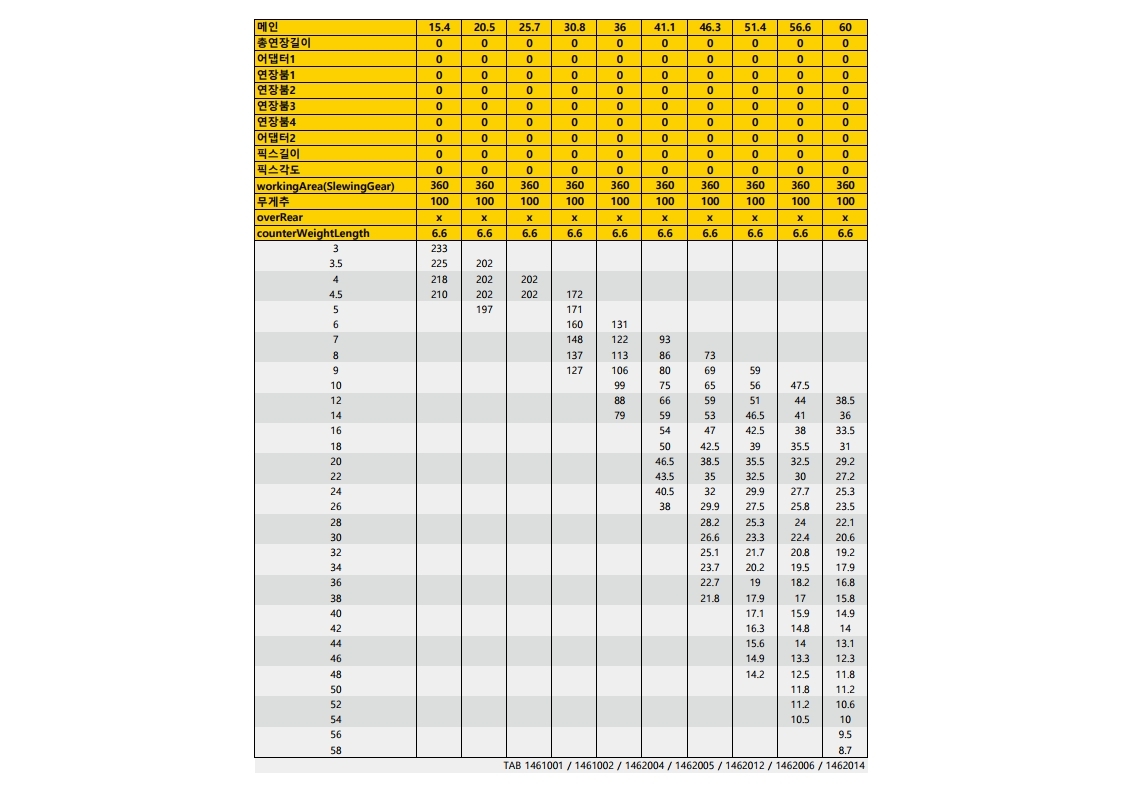 메인 15.4 20.5 25.7 30.8 36 41.1 46.3 51.4 56.6 60
총연장길이 0 0 0 0 0 0 0 0 0 0
어댑터1 0 0 0 0 0 0 0 0 0 0
연장붐1 0 0 0 0 0 0 0 0 0 0
연장붐2 0 0 0 0 0 0 0 0 0 0
연장붐3 0 0 0 0 0 0 0 0 0 0
연장붐4 0 0 0 0 0 0 0 0 0 0
어댑터2 0 0 0 0 0 0 0 0 0 0
픽스길이 0 0 0 0 0 0 0 0 0 0
픽스각도 0 0 0 0 0 0 0 0 0 0
workingArea(SlewingGear) 360 360 360 360 360 360 360 360 360 360
무게추 100 100 100 100 100 100 100 100 100 100
overRear x x x x x x x x x x
counterWeightLength 6.6 6.6 6.6 6.6 6.6 6.6 6.6 6.6 6.6 6.6
3 233
3.5 225 202
4 218 202 202
4.5 210 202 202 172
5 197 171
6 160 131
7 148 122 93
8 137 113 86 73
9 127 106 80 69 59
10 99 75 65 56 47.5
12 88 66 59 51 44 38.5
14 79 59 53 46.5 41 36
16 54 47 42.5 38 33.5
18 50 42.5 39 35.5 31
20 46.5 38.5 35.5 32.5 29.2
22 43.5 35 32.5 30 27.2
24 40.5 32 29.9 27.7 25.3
26 38 29.9 27.5 25.8 23.5
28 28.2 25.3 24 22.1
30 26.6 23.3 22.4 20.6
32 25.1 21.7 20.8 19.2
34 23.7 20.2 19.5 17.9
36 22.7 19 18.2 16.8
38 21.8 17.9 17 15.8
40 17.1 15.9 14.9
42 16.3 14.8 14
44 15.6 14 13.1
46 14.9 13.3 12.3
48 14.2 12.5 11.8
50 11.8 11.2
52 11.2 10.6
54 10.5 10
56 9.5
58 8.7
TAB 1461001 / 1461002 / 1462004 / 1462005 / 1462012 / 1462006 / 1462014